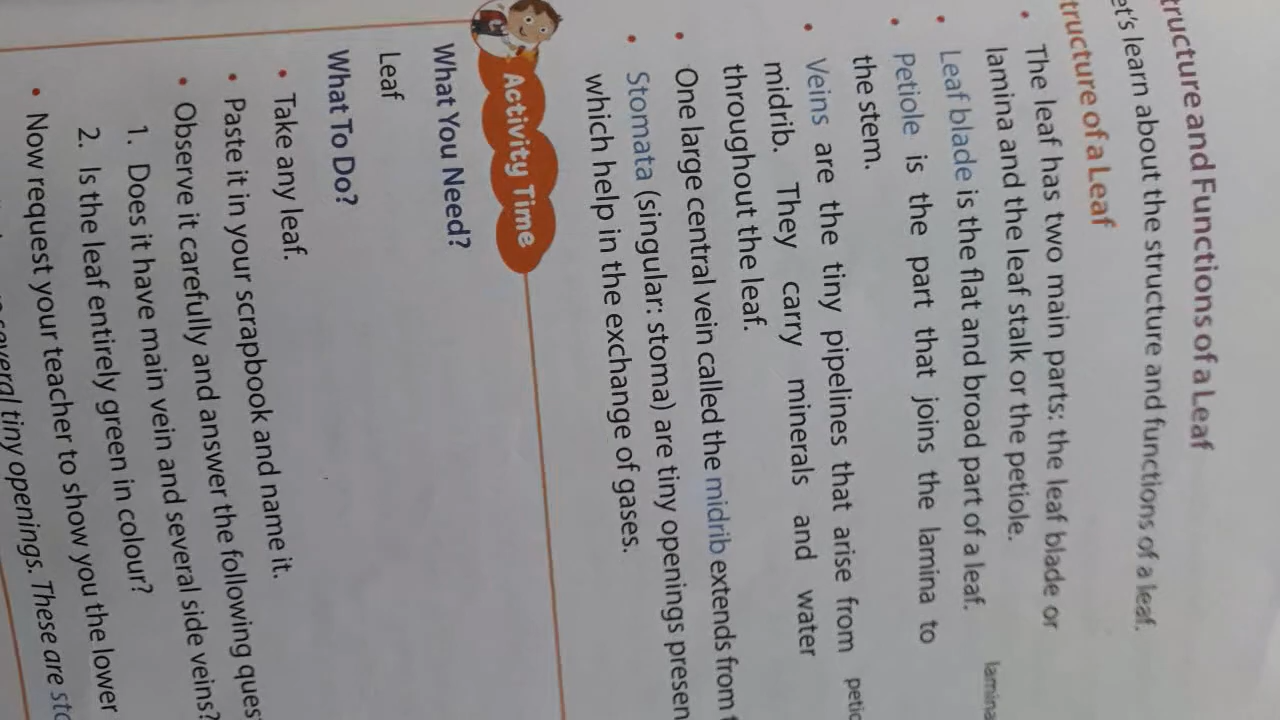 tructure and Functions of a Leaf
et's learn about the structure and functions of a leaf.
tructure of a Leaf
• The leaf has two main parts: the leaf blade or
lamina and the leaf stalk or the petiole.
• Leaf blade is the flat and broad part of a leaf.
lamina
• Petiole is the part that joins the lamina to
the stem.
petio
• Veins are the tiny pipelines that arise from
midrib. They carry minerals and water
throughout the leaf.
• One large central vein called the midrib extends from
• Stomata (singular: stoma) are tiny openings presen
which help in the exchange of gases.
Activity Time
What You Need?
Leaf
What To Do?
• Take any leaf.
• Paste it in your scrapbook and name it.
• Observe it carefully and answer the following ques
1. Does it have main vein and several side veins?
2. Is the leaf entirely green in colour?
• Now request your teacher to show you the lower
several tiny openings. These are sto